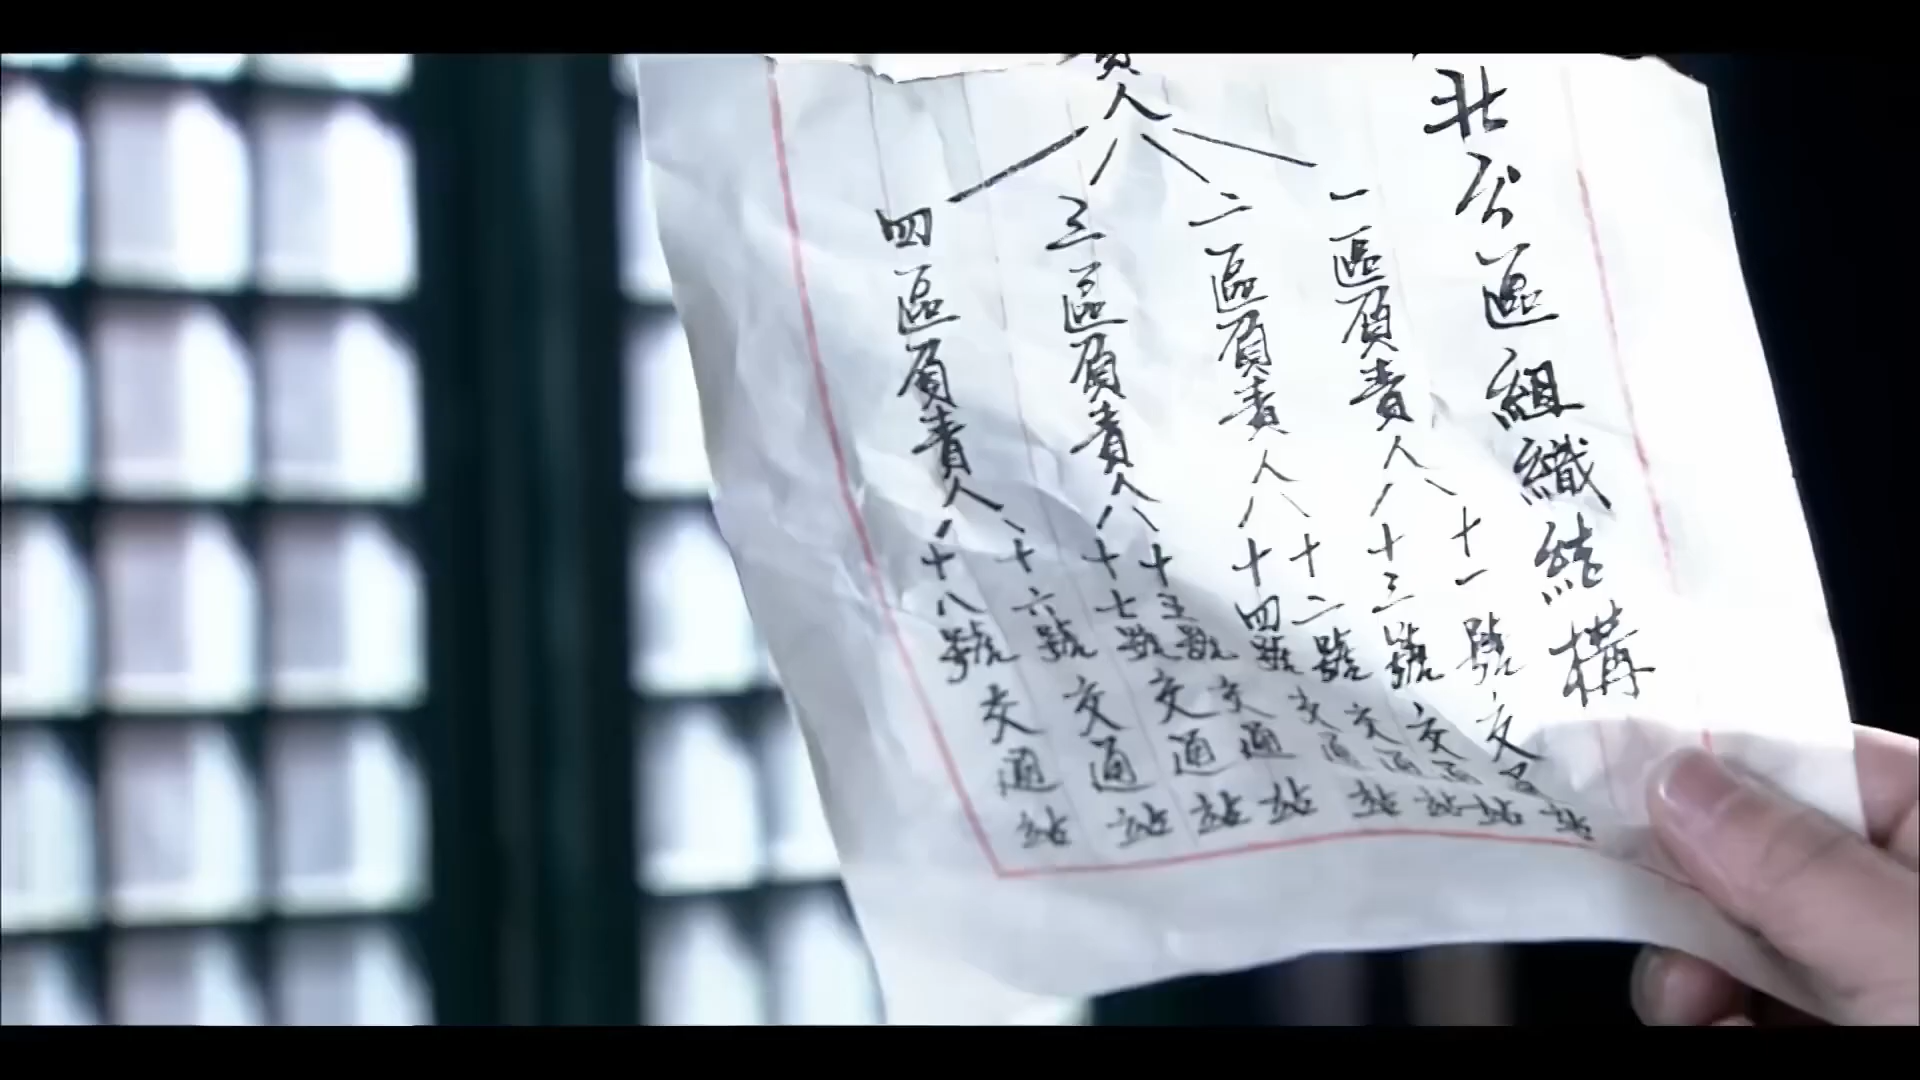 北公區組織結構
責人
一區負責人
十一號交通站
十三號交通站
二區負責人
十二號交通站
十四號交通站
三區負責人
十五號交通站
十七號交通站
四區負責人
十六號交通站
十八號交通站